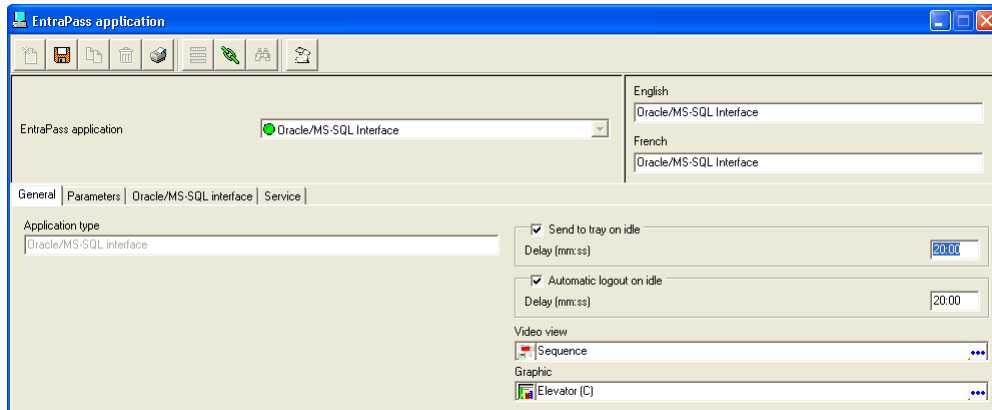 EntraPass application
English
Oracle/MS-SQL Interface
EntraPass application
Oracle/MS-SQL Interface
French
Oracle/MS-SQL Interface
General
Parameters
Oracle/MS-SQL interface
Service
Application type
Oracle/MS-SQL interface
Send to tray on idle
Delay (mm:ss)
20:00
Automatic logout on idle
Delay (mm:ss)
20:00
Video view
Sequence
Graphic
Elevator (C)